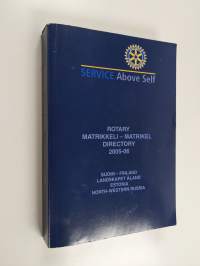 SERVICE Above Self
ROTARY
MATRIKKELI – MATRIKEL
DIRECTORY
2005-06
SUOMI – FINLAND
LANDSKAPET ÅLAND
ESTONIA
NORTH-WESTERN RUSSIA